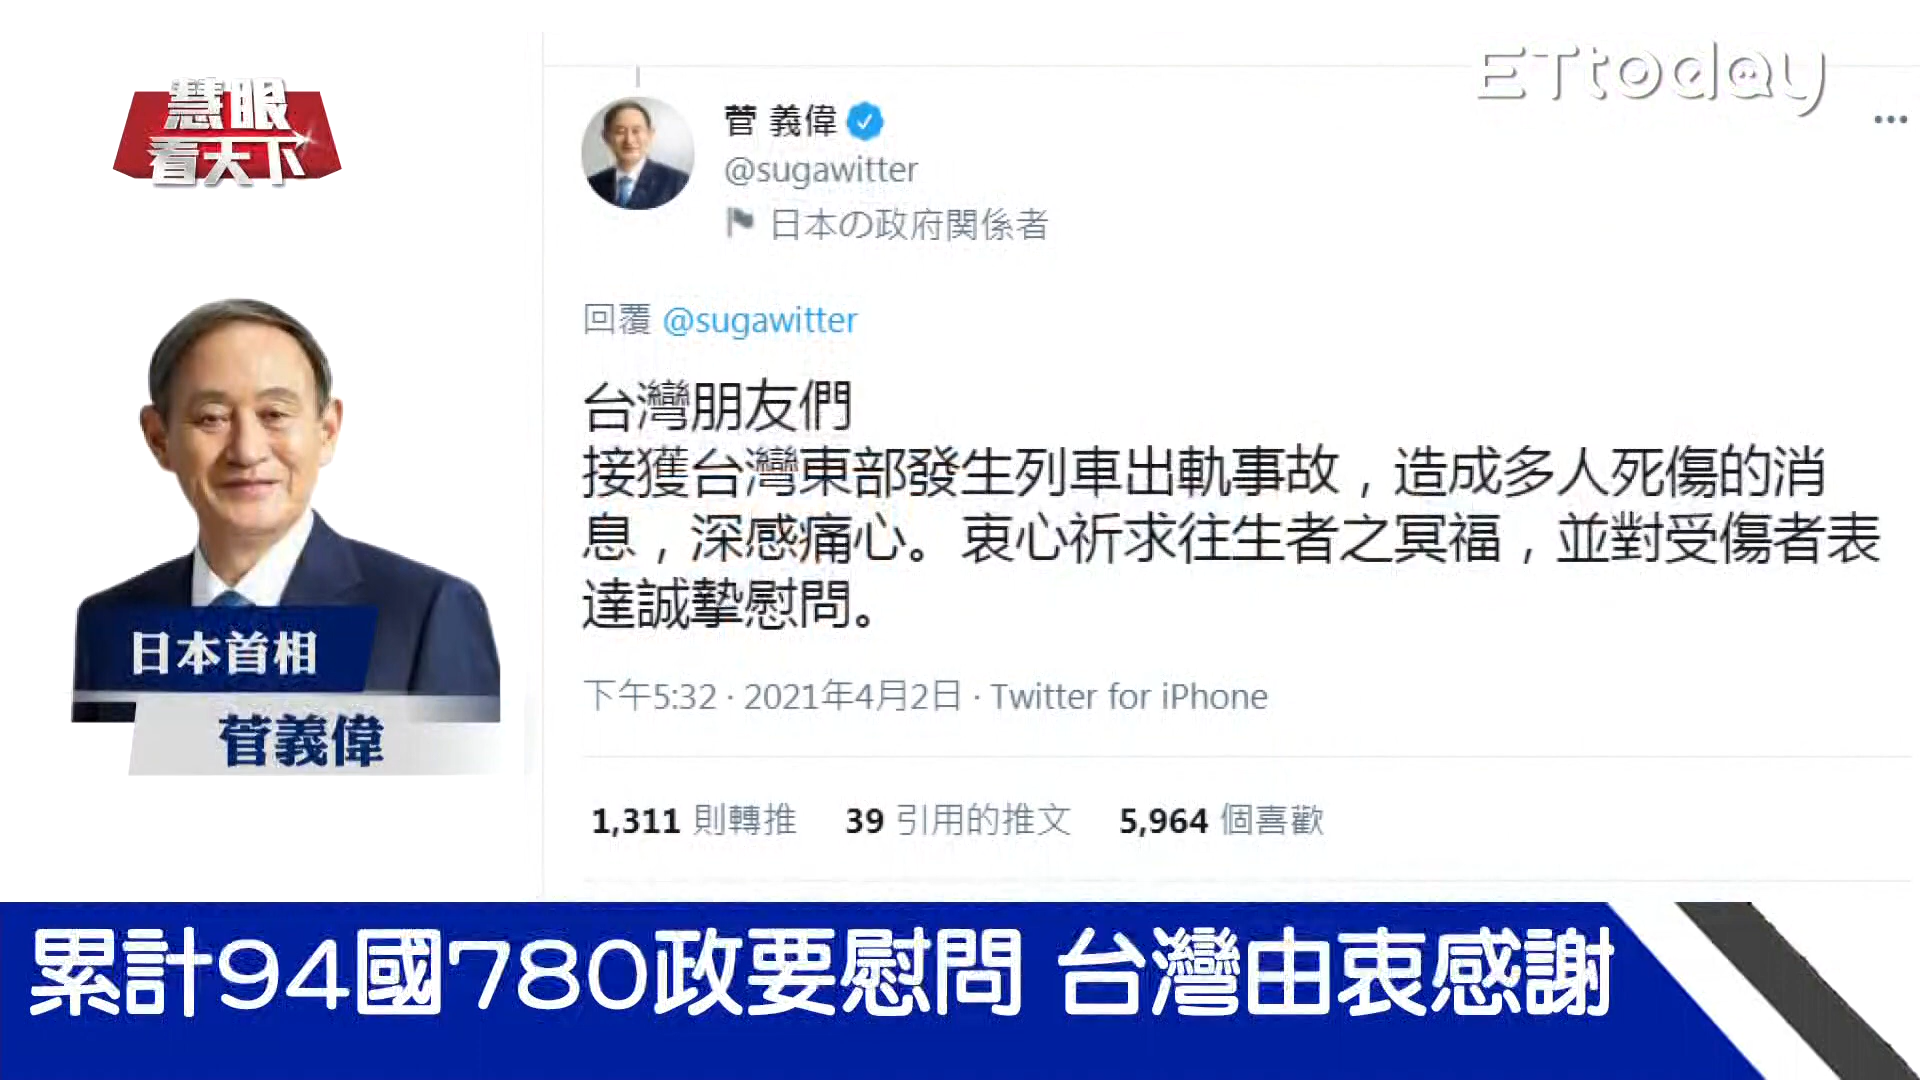 慧眼
看天下
ETtoday
菅 義偉
@sugawitter
日本の政府関係者
回覆 @sugawitter
台灣朋友們
接獲台灣東部發生列車出軌事故，造成多人死傷的消
息，深感痛心。衷心祈求往生者之冥福，並對受傷者表
達誠摯慰問。
下午5:32 · 2021年4月2日 · Twitter for iPhone
1,311 則轉推 39 引用的推文 5,964 個喜歡
日本首相
菅義偉
累計94國780政要慰問 台灣由衷感謝